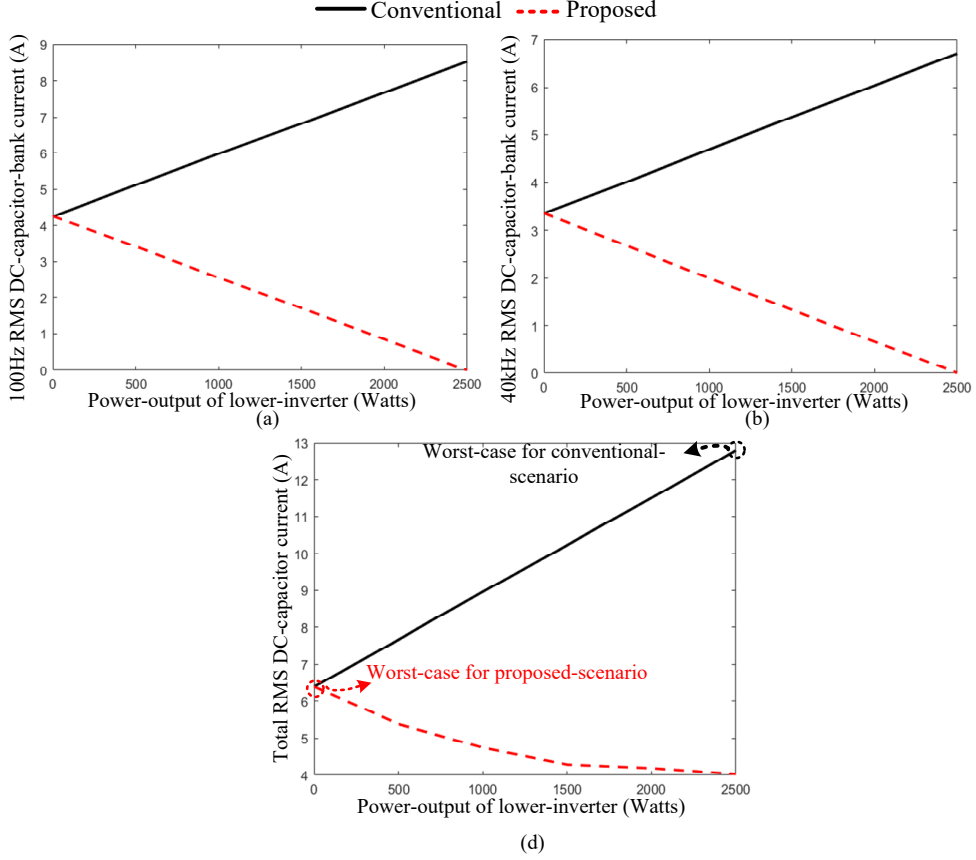 Conventional Proposed
100Hz RMS DC-capacitor-bank current (A)
9
8
7
6
5
4
3
2
1
0
0 500 1000 1500 2000 2500
Power-output of lower-inverter (Watts)
(a)
40kHz RMS DC-capacitor-bank current (A)
7
6
5
4
3
2
1
0
0 500 1000 1500 2000 2500
Power-output of lower-inverter (Watts)
(b)
Total RMS DC-capacitor current (A)
13
12
11
10
9
8
7
6
5
4
Worst-case for conventional-
scenario
Worst-case for proposed-scenario
0 500 1000 1500 2000 2500
Power-output of lower-inverter (Watts)
(d)